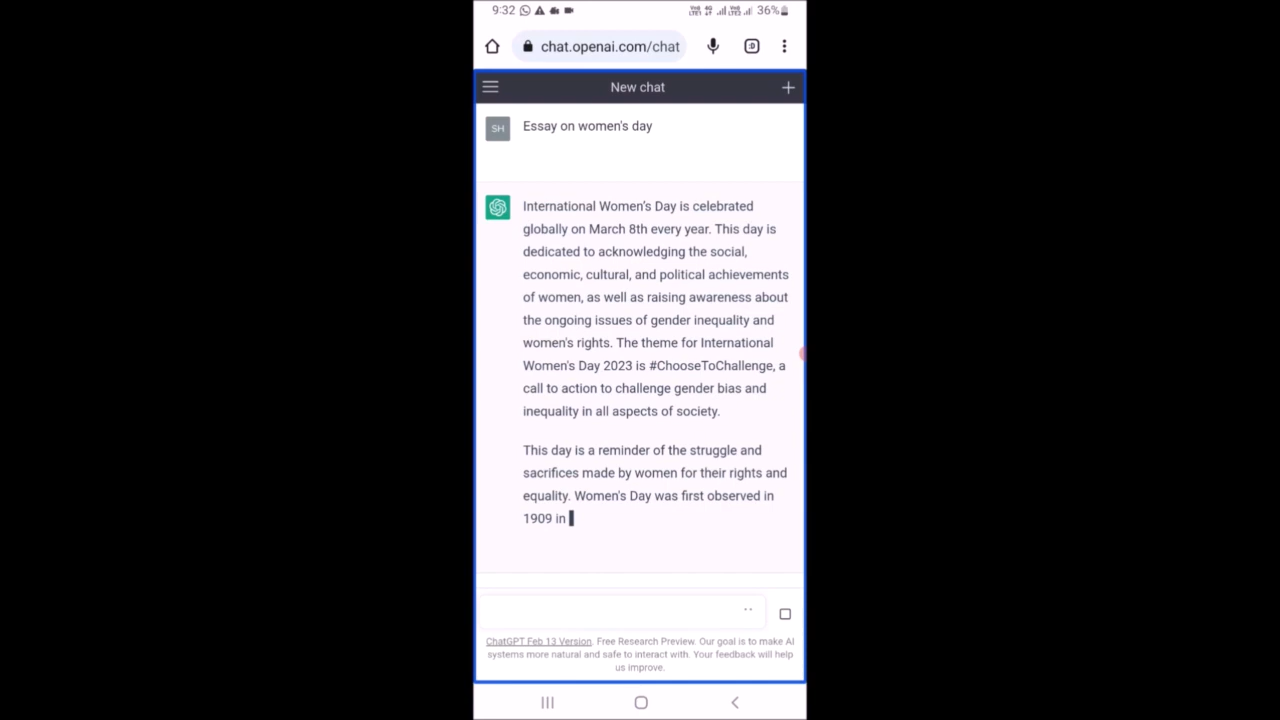 9:32
36%
chat.openai.com/chat
:D
New chat
SH
Essay on women's day
International Women's Day is celebrated
globally on March 8th every year. This day is
dedicated to acknowledging the social,
economic, cultural, and political achievements
of women, as well as raising awareness about
the ongoing issues of gender inequality and
women's rights. The theme for International
Women's Day 2023 is #ChooseToChallenge, a
call to action to challenge gender bias and
inequality in all aspects of society.
This day is a reminder of the struggle and
sacrifices made by women for their rights and
equality. Women's Day was first observed in
1909 in
ChatGPT Feb 13 Version. Free Research Preview. Our goal is to make AI
systems more natural and safe to interact with. Your feedback will help
us improve.